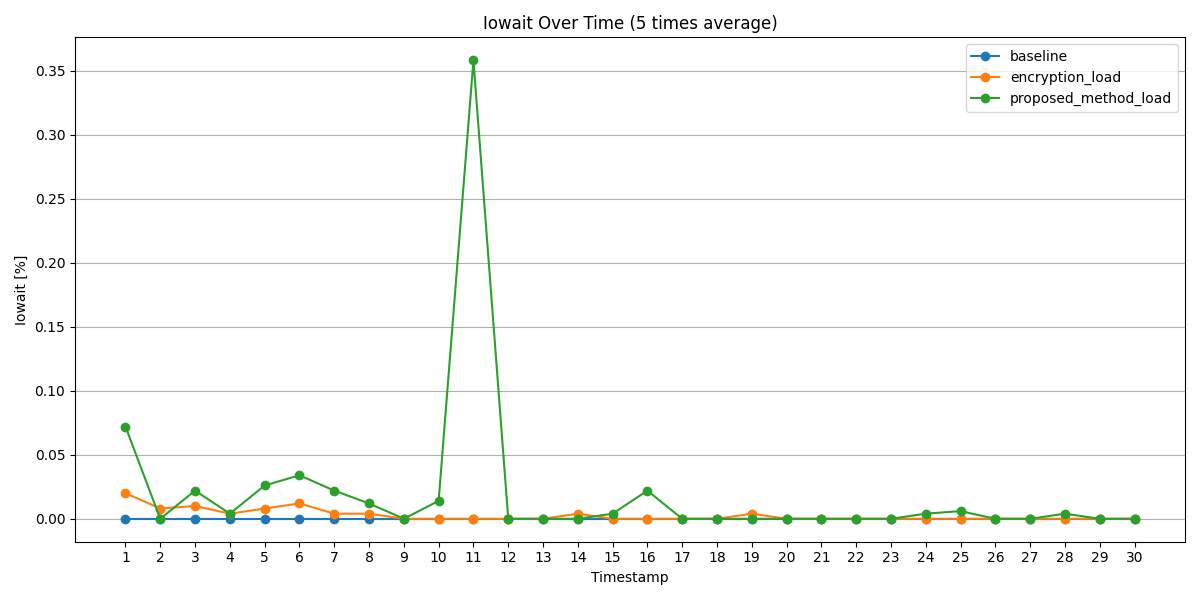 Iowait Over Time (5 times average)
baseline
encryption_load
proposed_method_load
Iowait [%]
0.35
0.30
0.25
0.20
0.15
0.10
0.05
0.00
1 2 3 4 5 6 7 8 9 10 11 12 13 14 15 16 17 18 19 20 21 22 23 24 25 26 27 28 29 30
Timestamp